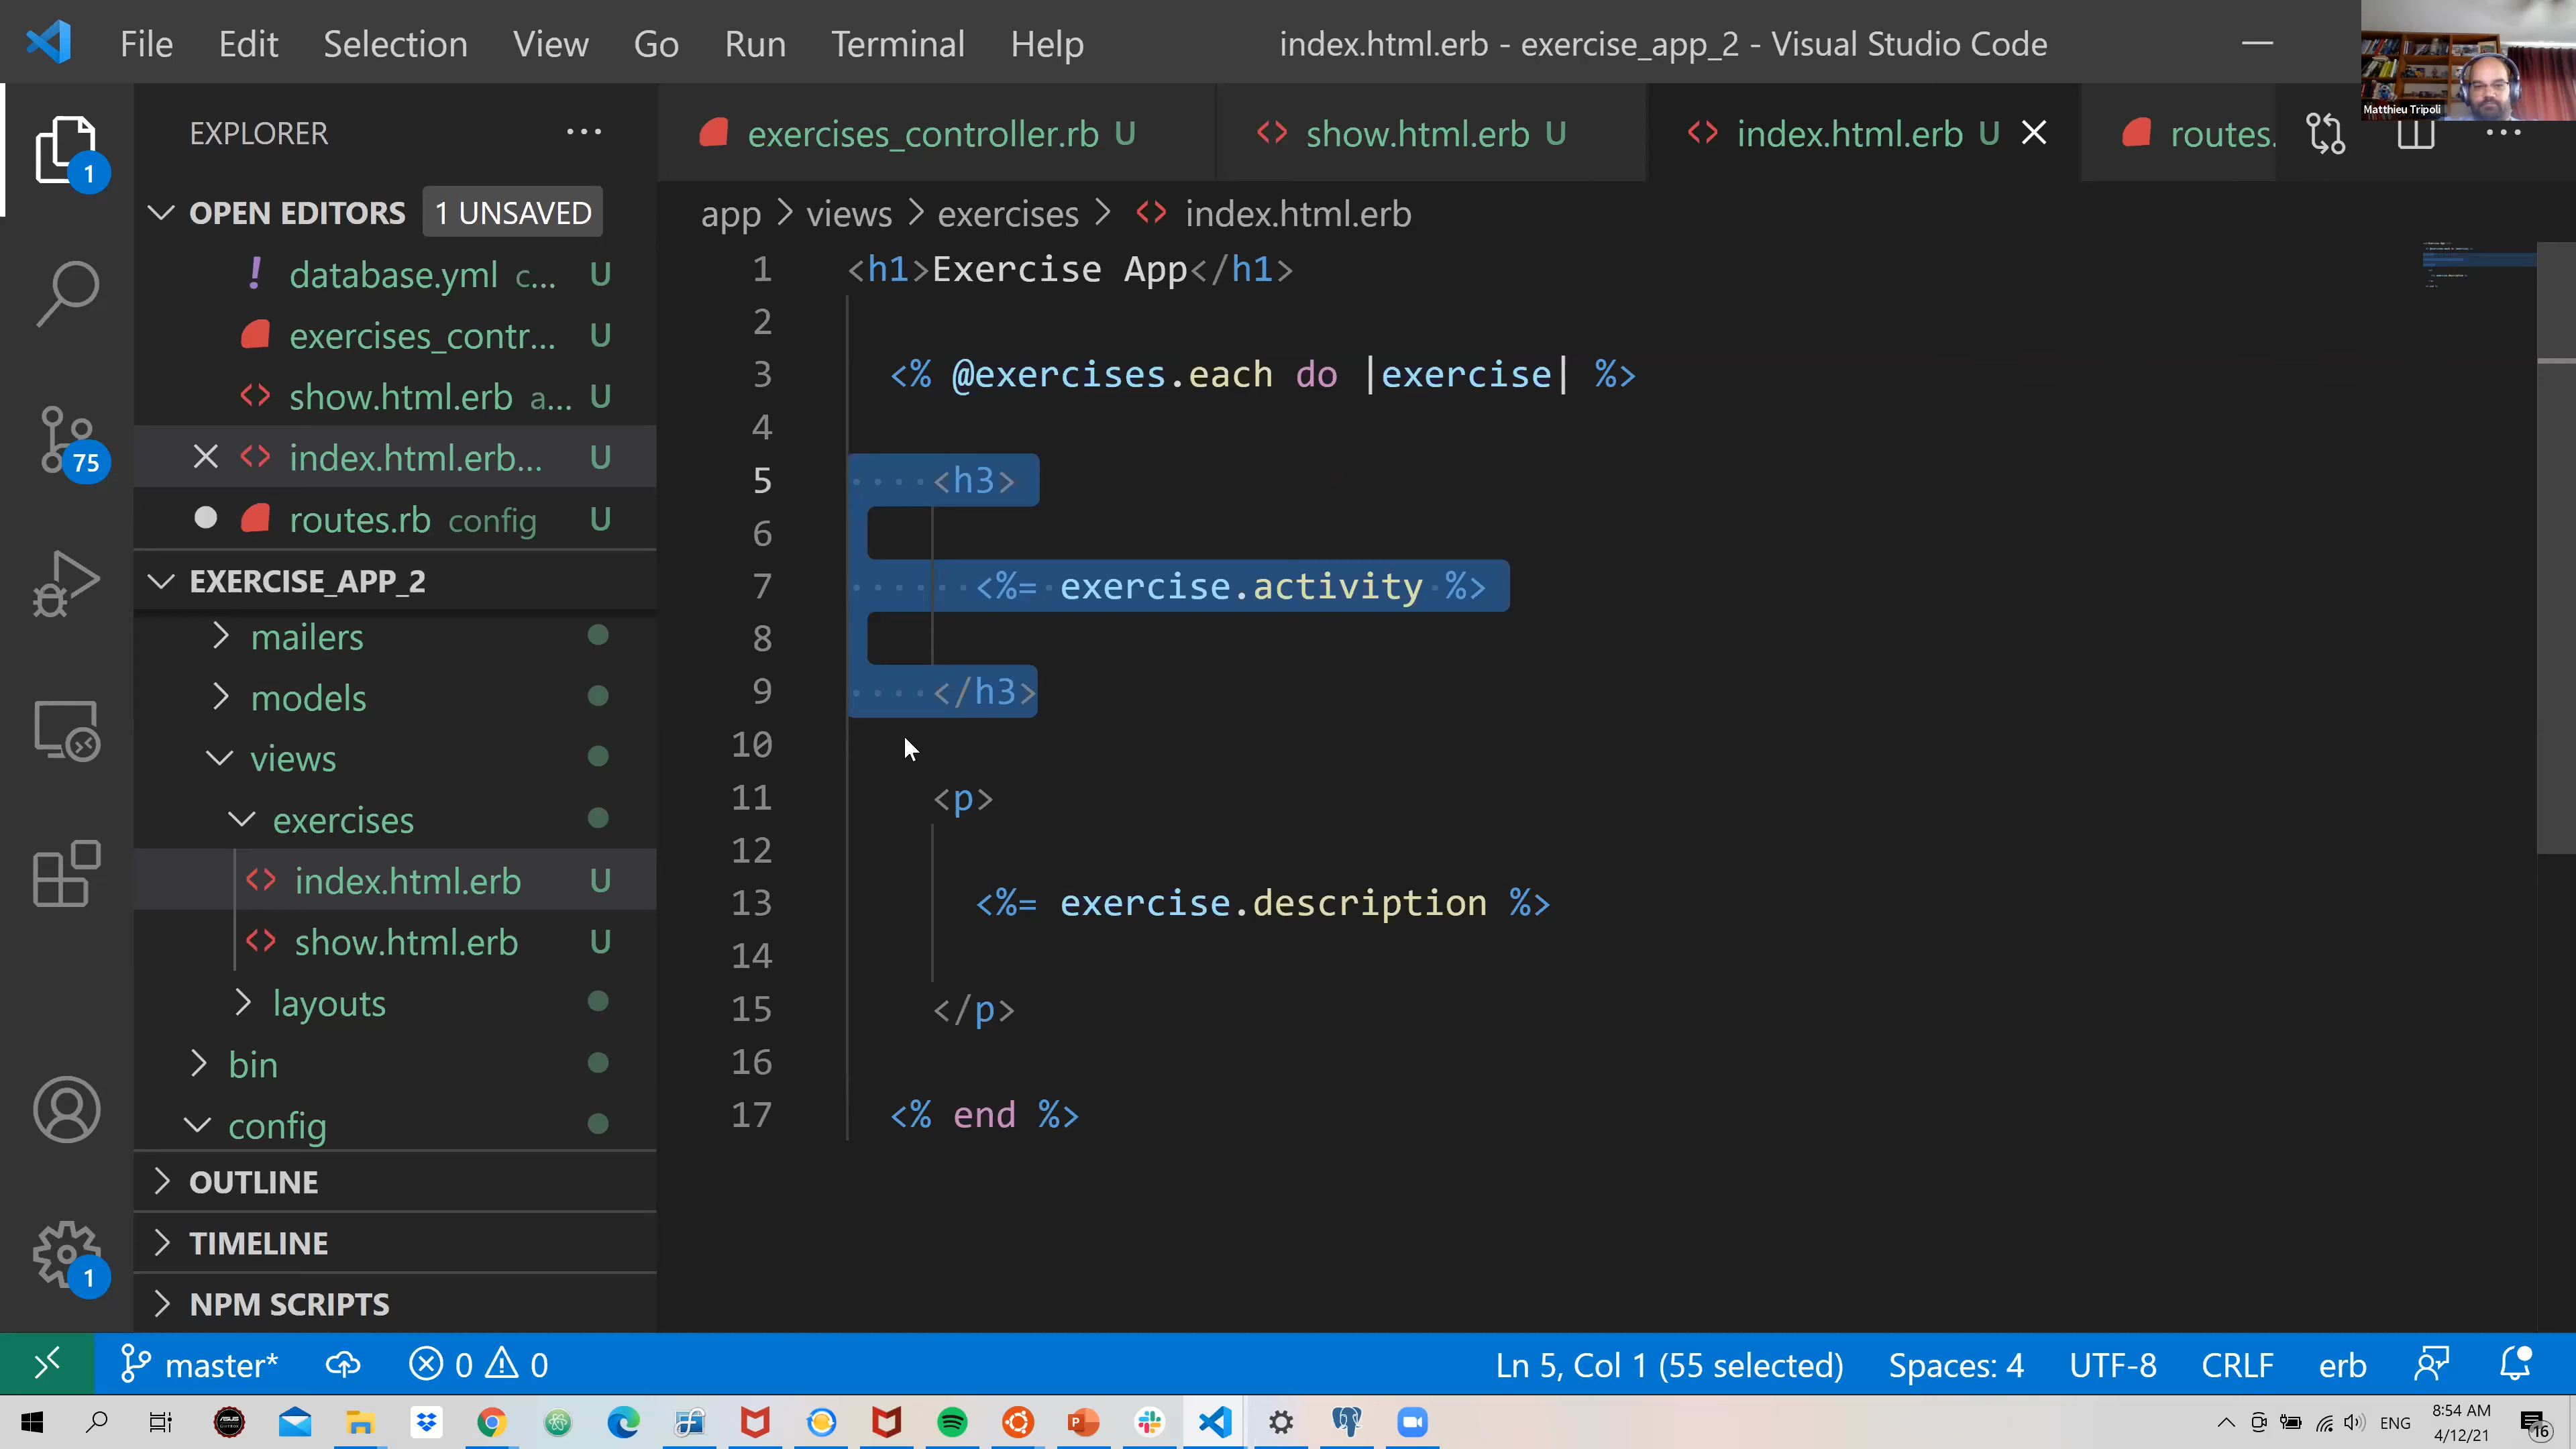 File Edit Selection View Go Run Terminal Help index.html.erb - exercise_app_2 - Visual Studio Code
Matthieu Tripoli
EXPLORER ...
exercises_controller.rb U show.html.erb U index.html.erb U routes. ...
OPEN EDITORS 1 UNSAVED
app > views > exercises > index.html.erb
database.yml c... U
exercises_contr... U
show.html.erb a... U
index.html.erb... U
routes.rb config U
EXERCISE_APP_2
mailers
models
views
exercises
index.html.erb U
show.html.erb U
layouts
bin
config
OUTLINE
TIMELINE
NPM SCRIPTS
1
75
1
1 <h1>Exercise App</h1>
2
3 <% @exercises.each do |exercise| %>
4
5 <h3>
6
7 <%= exercise.activity %>
8
9 </h3>
10
11 <p>
12
13 <%= exercise.description %>
14
15 </p>
16
17 <% end %>
master* 0 0 Ln 5, Col 1 (55 selected) Spaces: 4 UTF-8 CRLF erb
ENG 8:54 AM
4/12/21 16